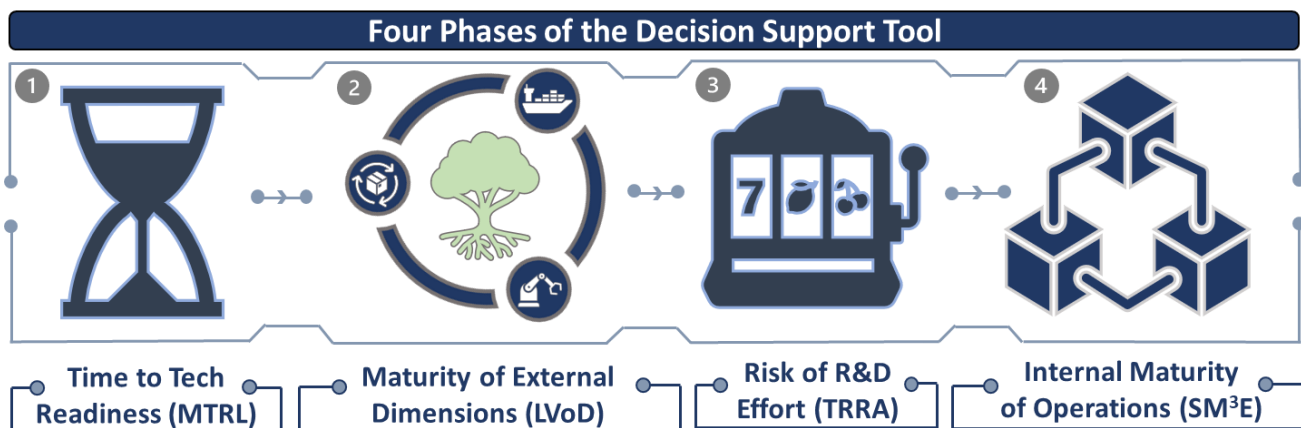 Four Phases of the Decision Support Tool
1
2
3
4
7
Time to Tech
Readiness (MTRL)
Maturity of External
Dimensions (LVoD)
Risk of R&D
Effort (TRRA)
Internal Maturity
of Operations (SM³E)